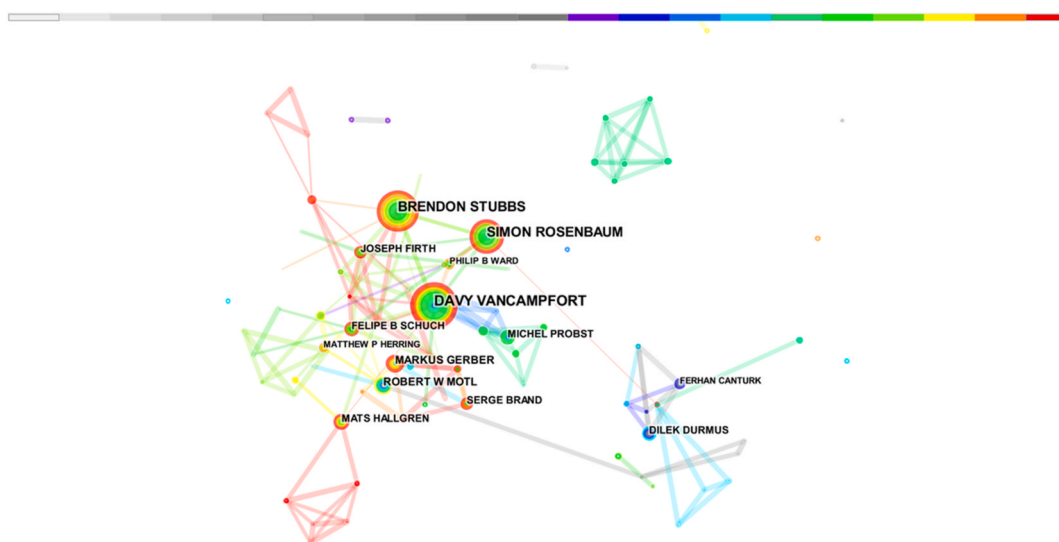 BRENDON STUBBS
SIMON ROSENBAUM
JOSEPH FIRTH
PHILIP B WARD
DAVY VANCAMPFORT
FELIPE B SCHUCH
MICHEL PROBST
MATTHEW P HERRING
MARKUS GERBER
ROBERT W MOTL
FERHAN CANTURK
SERGE BRAND
MATS HALLGREN
DILEK DURMUS